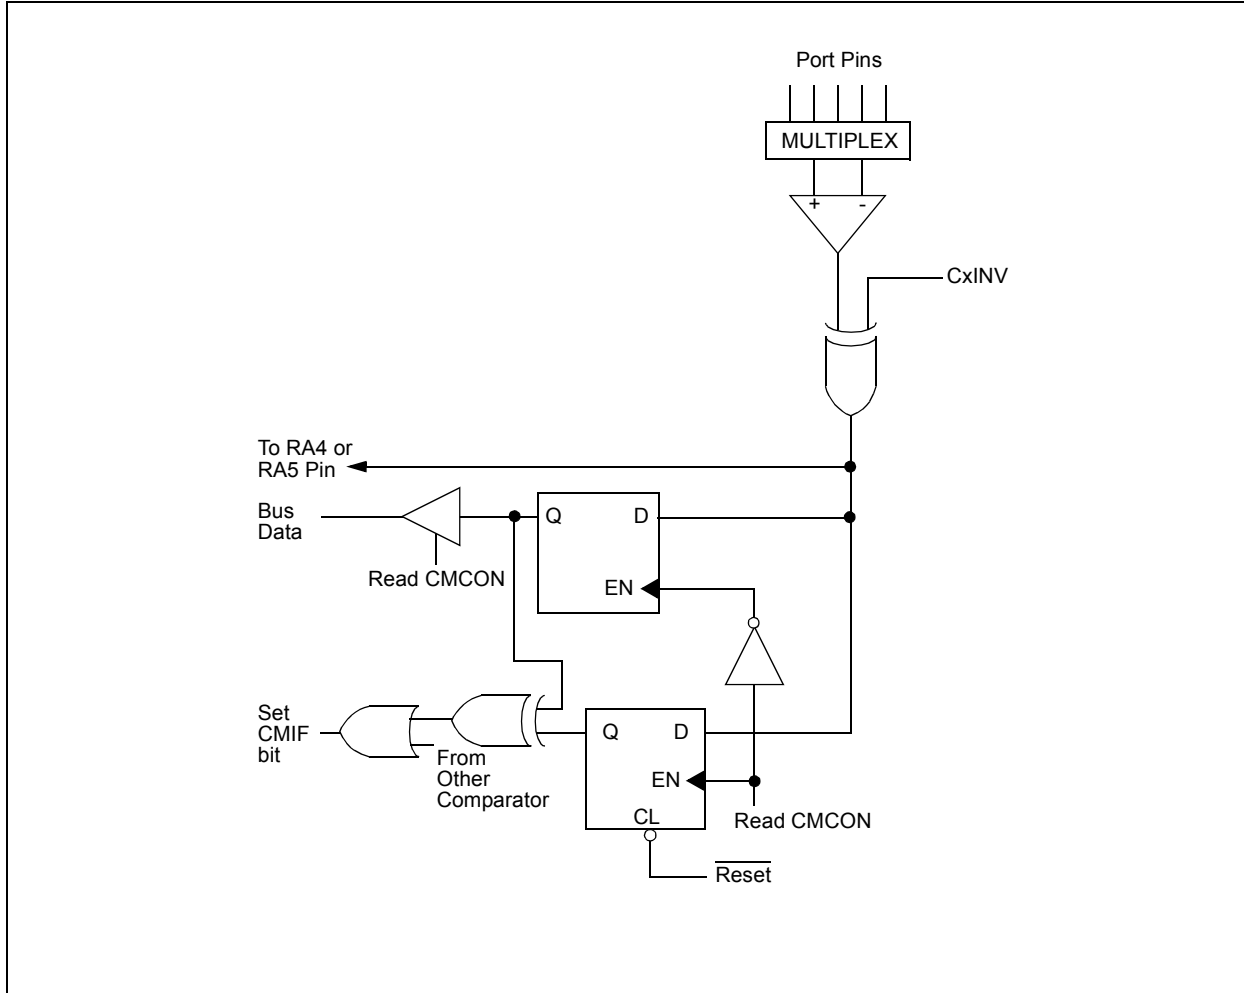 Port Pins
MULTIPLEX
+ -
CxINV
To RA4 or
RA5 Pin
Bus
Data
Q D
EN
Read CMCON
Set
CMIF
bit
From
Other
Comparator
Q D
EN
CL
Read CMCON
Reset